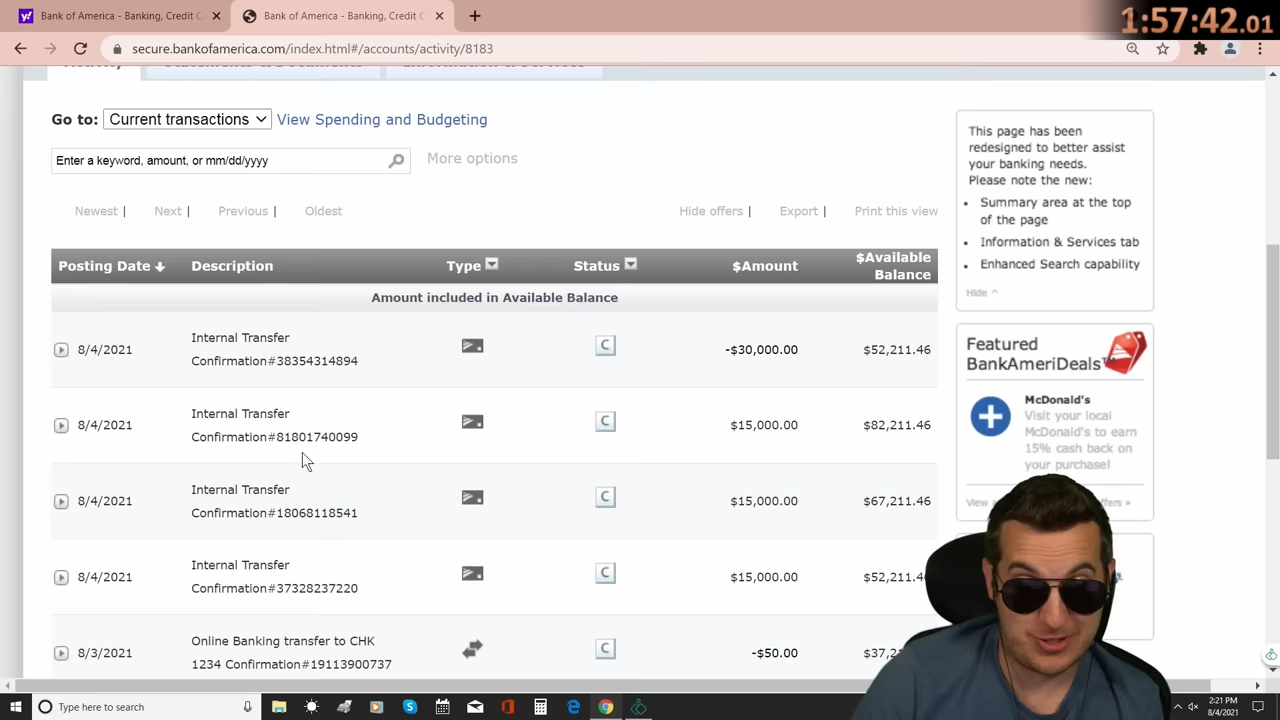 Bank of America - Banking, Credit C
Bank of America - Banking, Credit C
1:57:42.01
secure.bankofamerica.com/index.html#/accounts/activity/8183
Go to: Current transactions View Spending and Budgeting
Enter a keyword, amount, or mm/dd/yyyy More options
Newest | Next | Previous | Oldest Hide offers | Export | Print this view
Posting Date Description Type Status $Amount $Available
Balance
Amount included in Available Balance
Internal Transfer
8/4/2021 C -$30,000.00 $52,211.46
Confirmation#38354314894
Internal Transfer
8/4/2021 C $15,000.00 $82,211.46
Confirmation#81801740099
Internal Transfer
8/4/2021 C $15,000.00 $67,211.46
Confirmation#18068118541
Internal Transfer
8/4/2021 C $15,000.00 $52,211.4
Confirmation#37328237220
Online Banking transfer to CHK
8/3/2021 C -$50.00 $37,2
1234 Confirmation#19113900737
This page has been
redesigned to better assist
your banking needs.
Please note the new:
• Summary area at the top
of the page
• Information & Services tab
• Enhanced Search capability
Hide ^
Featured
BankAmeriDeals™
McDonald's
Visit your local
McDonald's to earn
15% cash back on
your purchase!
View a ffers »
Type here to search
2:21 PM
8/4/2021